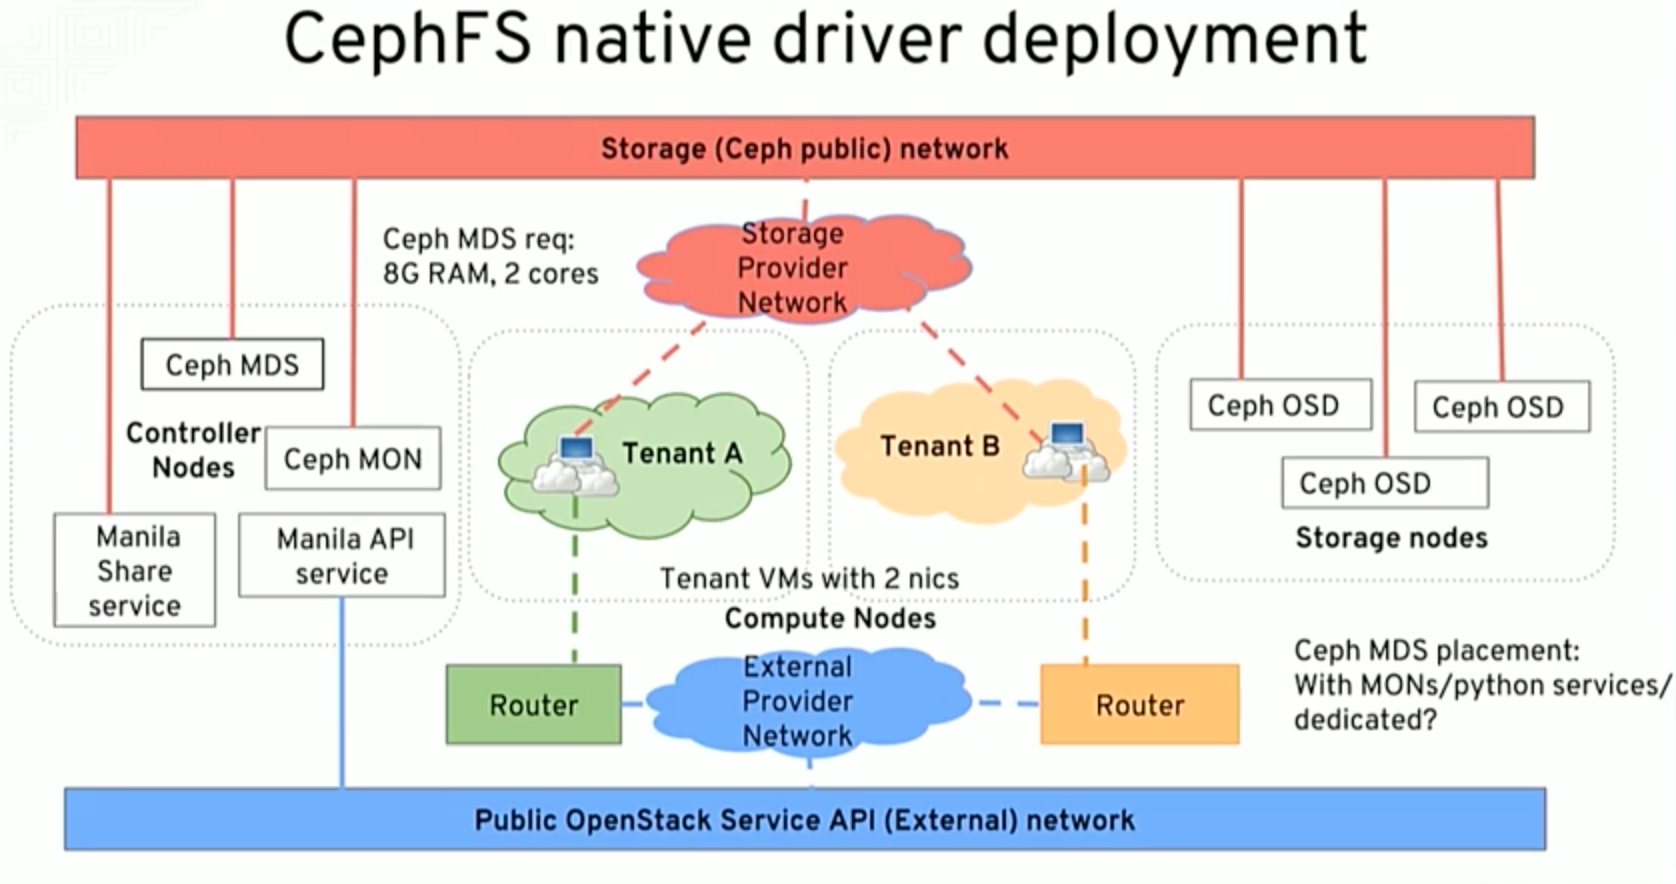 CephFS native driver deployment
Storage (Ceph public) network
Ceph MDS req:
8G RAM, 2 cores
Storage
Provider
Network
Ceph MDS
Controller
Nodes
Ceph MON
Manila
Share
service
Manila API
service
Tenant A
Tenant B
Tenant VMs with 2 nics
Compute Nodes
Ceph OSD
Ceph OSD
Ceph OSD
Storage nodes
Router
External
Provider
Network
Router
Ceph MDS placement:
With MONs/python services/
dedicated?
Public OpenStack Service API (External) network